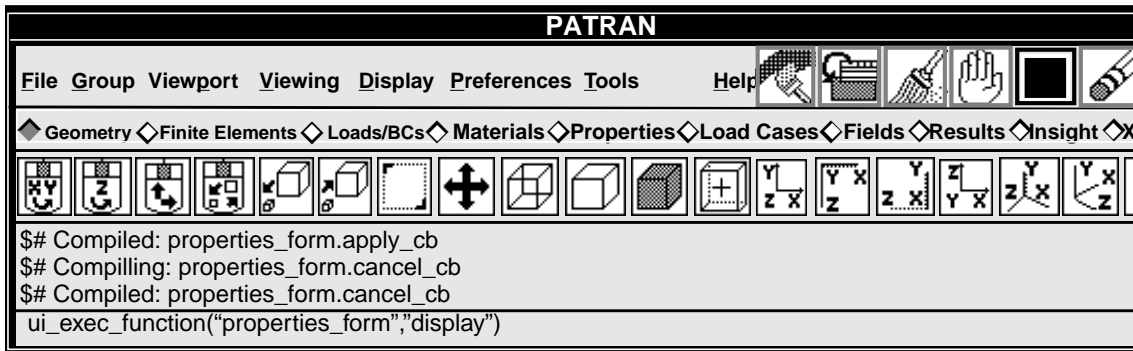 PATRAN
File Group Viewport Viewing Display Preferences Tools Help
Geometry Finite Elements Loads/BCs Materials Properties Load Cases Fields Results Insight X
XY Z Y Z X Y X Z Y Z X Z Y X Y Z X Y X Z
$# Compiled: properties_form.apply_cb
$# Compilling: properties_form.cancel_cb
$# Compiled: properties_form.cancel_cb
ui_exec_function(“properties_form”,”display”)